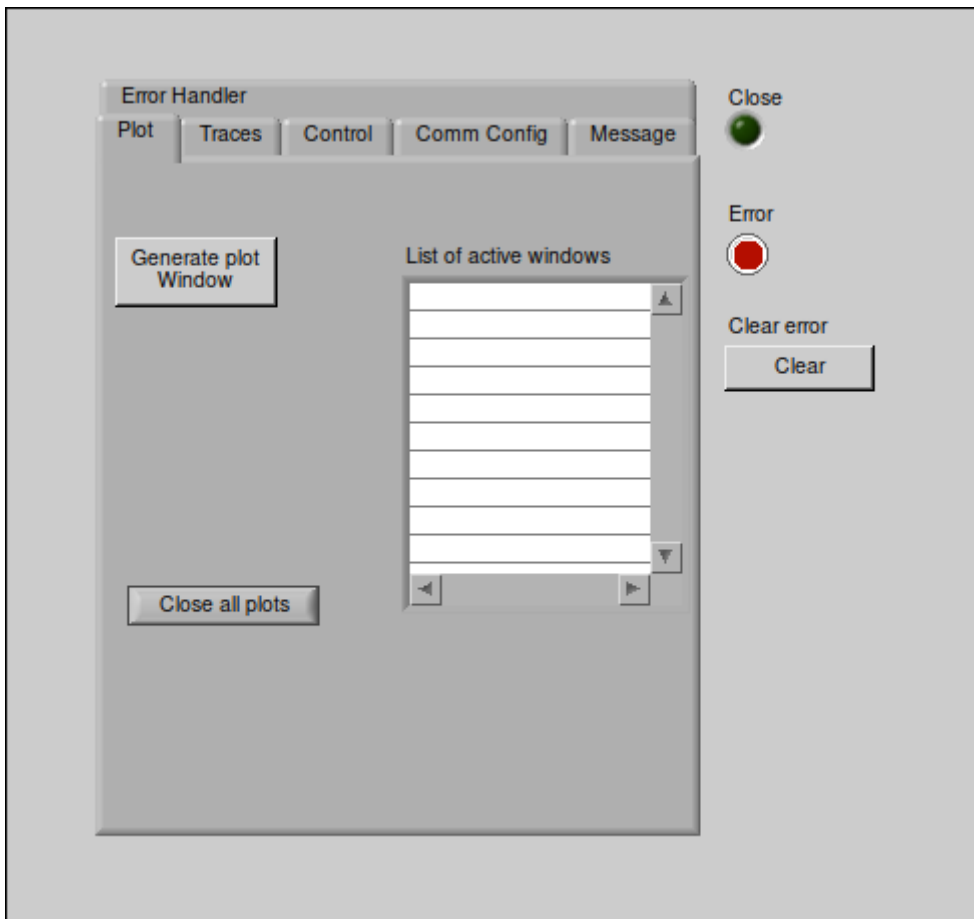 Error Handler
Plot
Traces
Control
Comm Config
Message
Generate plot
Window
List of active windows
Close all plots
Close
Error
Clear error
Clear